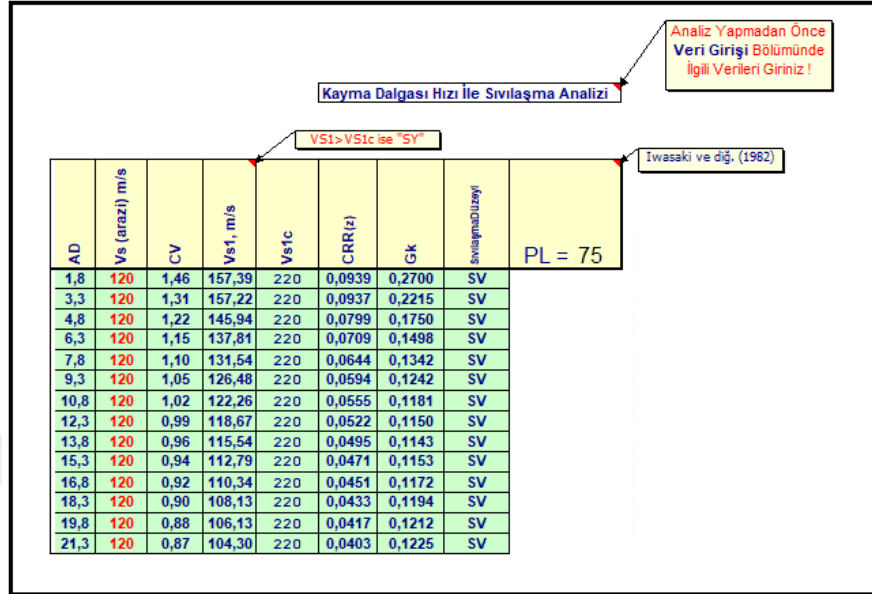 Analiz Yapmadan Önce
Veri Girişi Bölümünde
İlgili Verileri Giriniz !
Kayma Dalgası Hızı İle Sıvılaşma Analizi
VS1>VS1c ise "SY"
Iwasaki ve diğ. (1982)
AD Vs (arazi) m/s CV Vs1, m/s Vs1c CRR(z) Gk SıvılaşmaDüzeyi PL = 75
1,8 120 1,46 157,39 220 0,0939 0,2700 SV
3,3 120 1,31 157,22 220 0,0937 0,2215 SV
4,8 120 1,22 145,94 220 0,0799 0,1750 SV
6,3 120 1,15 137,81 220 0,0709 0,1498 SV
7,8 120 1,10 131,54 220 0,0644 0,1342 SV
9,3 120 1,05 126,48 220 0,0594 0,1242 SV
10,8 120 1,02 122,26 220 0,0555 0,1181 SV
12,3 120 0,99 118,67 220 0,0522 0,1150 SV
13,8 120 0,96 115,54 220 0,0495 0,1143 SV
15,3 120 0,94 112,79 220 0,0471 0,1153 SV
16,8 120 0,92 110,34 220 0,0451 0,1172 SV
18,3 120 0,90 108,13 220 0,0433 0,1194 SV
19,8 120 0,88 106,13 220 0,0417 0,1212 SV
21,3 120 0,87 104,30 220 0,0403 0,1225 SV